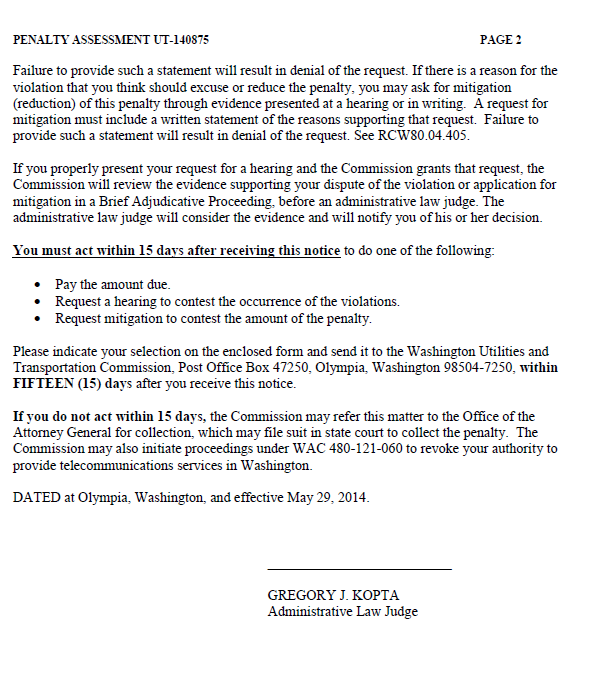 PENALTY ASSESSMENT UT-140875 PAGE 2
Failure to provide such a statement will result in denial of the request. If there is a reason for the
violation that you think should excuse or reduce the penalty, you may ask for mitigation
(reduction) of this penalty through evidence presented at a hearing or in writing. A request for
mitigation must include a written statement of the reasons supporting that request. Failure to
provide such a statement will result in denial of the request. See RCW80.04.405.
If you properly present your request for a hearing and the Commission grants that request, the
Commission will review the evidence supporting your dispute of the violation or application for
mitigation in a Brief Adjudicative Proceeding, before an administrative law judge. The
administrative law judge will consider the evidence and will notify you of his or her decision.
You must act within 15 days after receiving this notice to do one of the following:
• Pay the amount due.
• Request a hearing to contest the occurrence of the violations.
• Request mitigation to contest the amount of the penalty.
Please indicate your selection on the enclosed form and send it to the Washington Utilities and
Transportation Commission, Post Office Box 47250, Olympia, Washington 98504-7250, within
FIFTEEN (15) days after you receive this notice.
If you do not act within 15 days, the Commission may refer this matter to the Office of the
Attorney General for collection, which may file suit in state court to collect the penalty. The
Commission may also initiate proceedings under WAC 480-121-060 to revoke your authority to
provide telecommunications services in Washington.
DATED at Olympia, Washington, and effective May 29, 2014.
GREGORY J. KOPTA
Administrative Law Judge